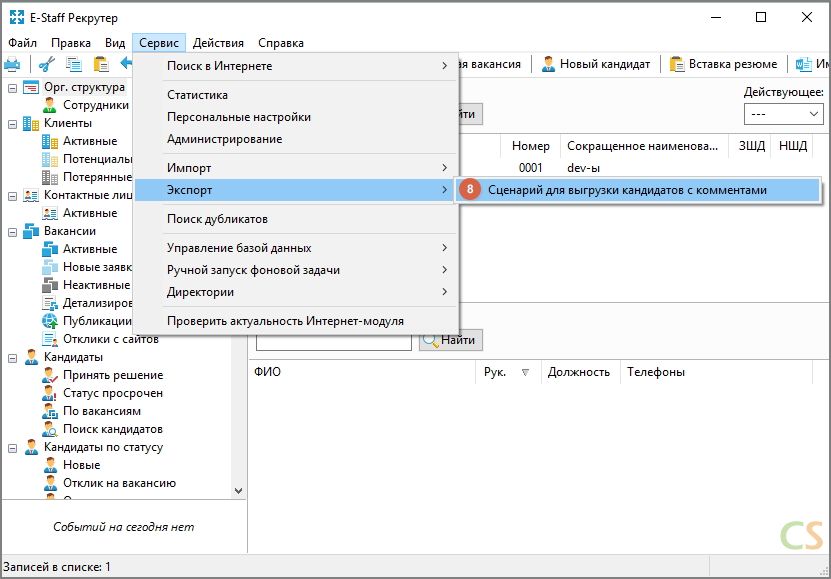 E-Staff Рекрутер
Файл Правка Вид Сервис Действия Справка
вакансия Новый кандидат Вставка резюме
Поиск в Интернете
Статистика
Персональные настройки
Администрирование
Импорт
Экспорт
8 Сценарий для выгрузки кандидатов с комментами
Поиск дубликатов
Управление базой данных
Ручной запуск фоновой задачи
Директории
Проверить актуальность Интернет-модуля
Орг. структура
Сотрудники
Клиенты
Активные
Потенциаль
Потерянные
Контактные лиц
Активные
Вакансии
Активные
Новые заявк
Неактивные
Детализиров
Публикации
Отклики с сайтов
Кандидаты
Принять решение
Статус просрочен
По вакансиям
Поиск кандидатов
Кандидаты по статусу
Новые
Отклик на вакансию
Действующее:
---
Номер Сокращенное наименова... ЗШД НШД
0001 dev-ы
Найти
ФИО Рук. Должность Телефоны
Событий на сегодня нет
CS
Записей в списке: 1